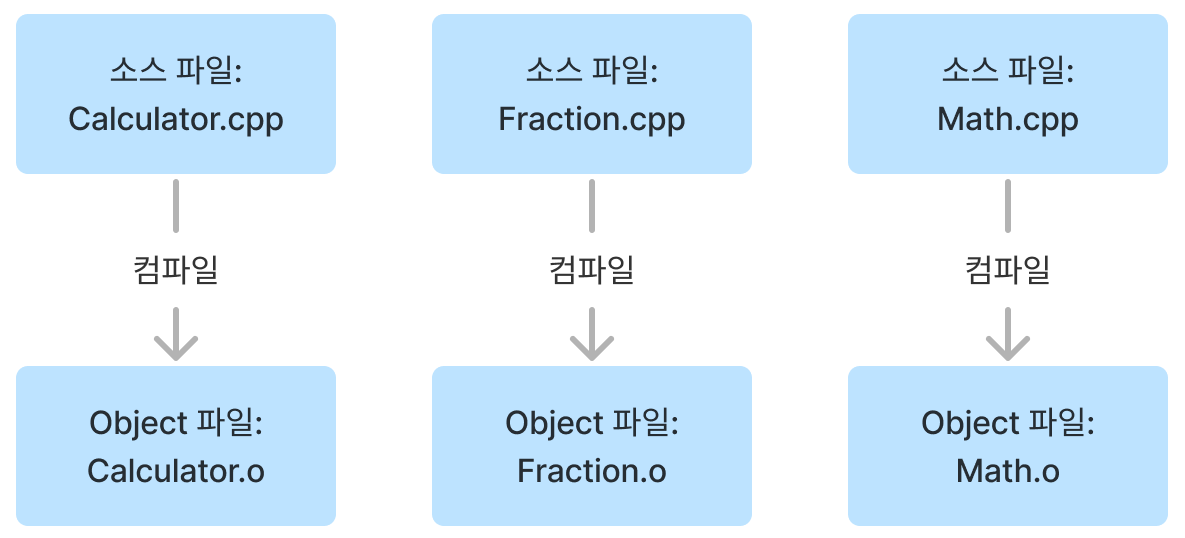 소스 파일:
Calculator.cpp
소스 파일:
Fraction.cpp
소스 파일:
Math.cpp
컴파일
컴파일
컴파일
Object 파일:
Calculator.o
Object 파일:
Fraction.o
Object 파일:
Math.o